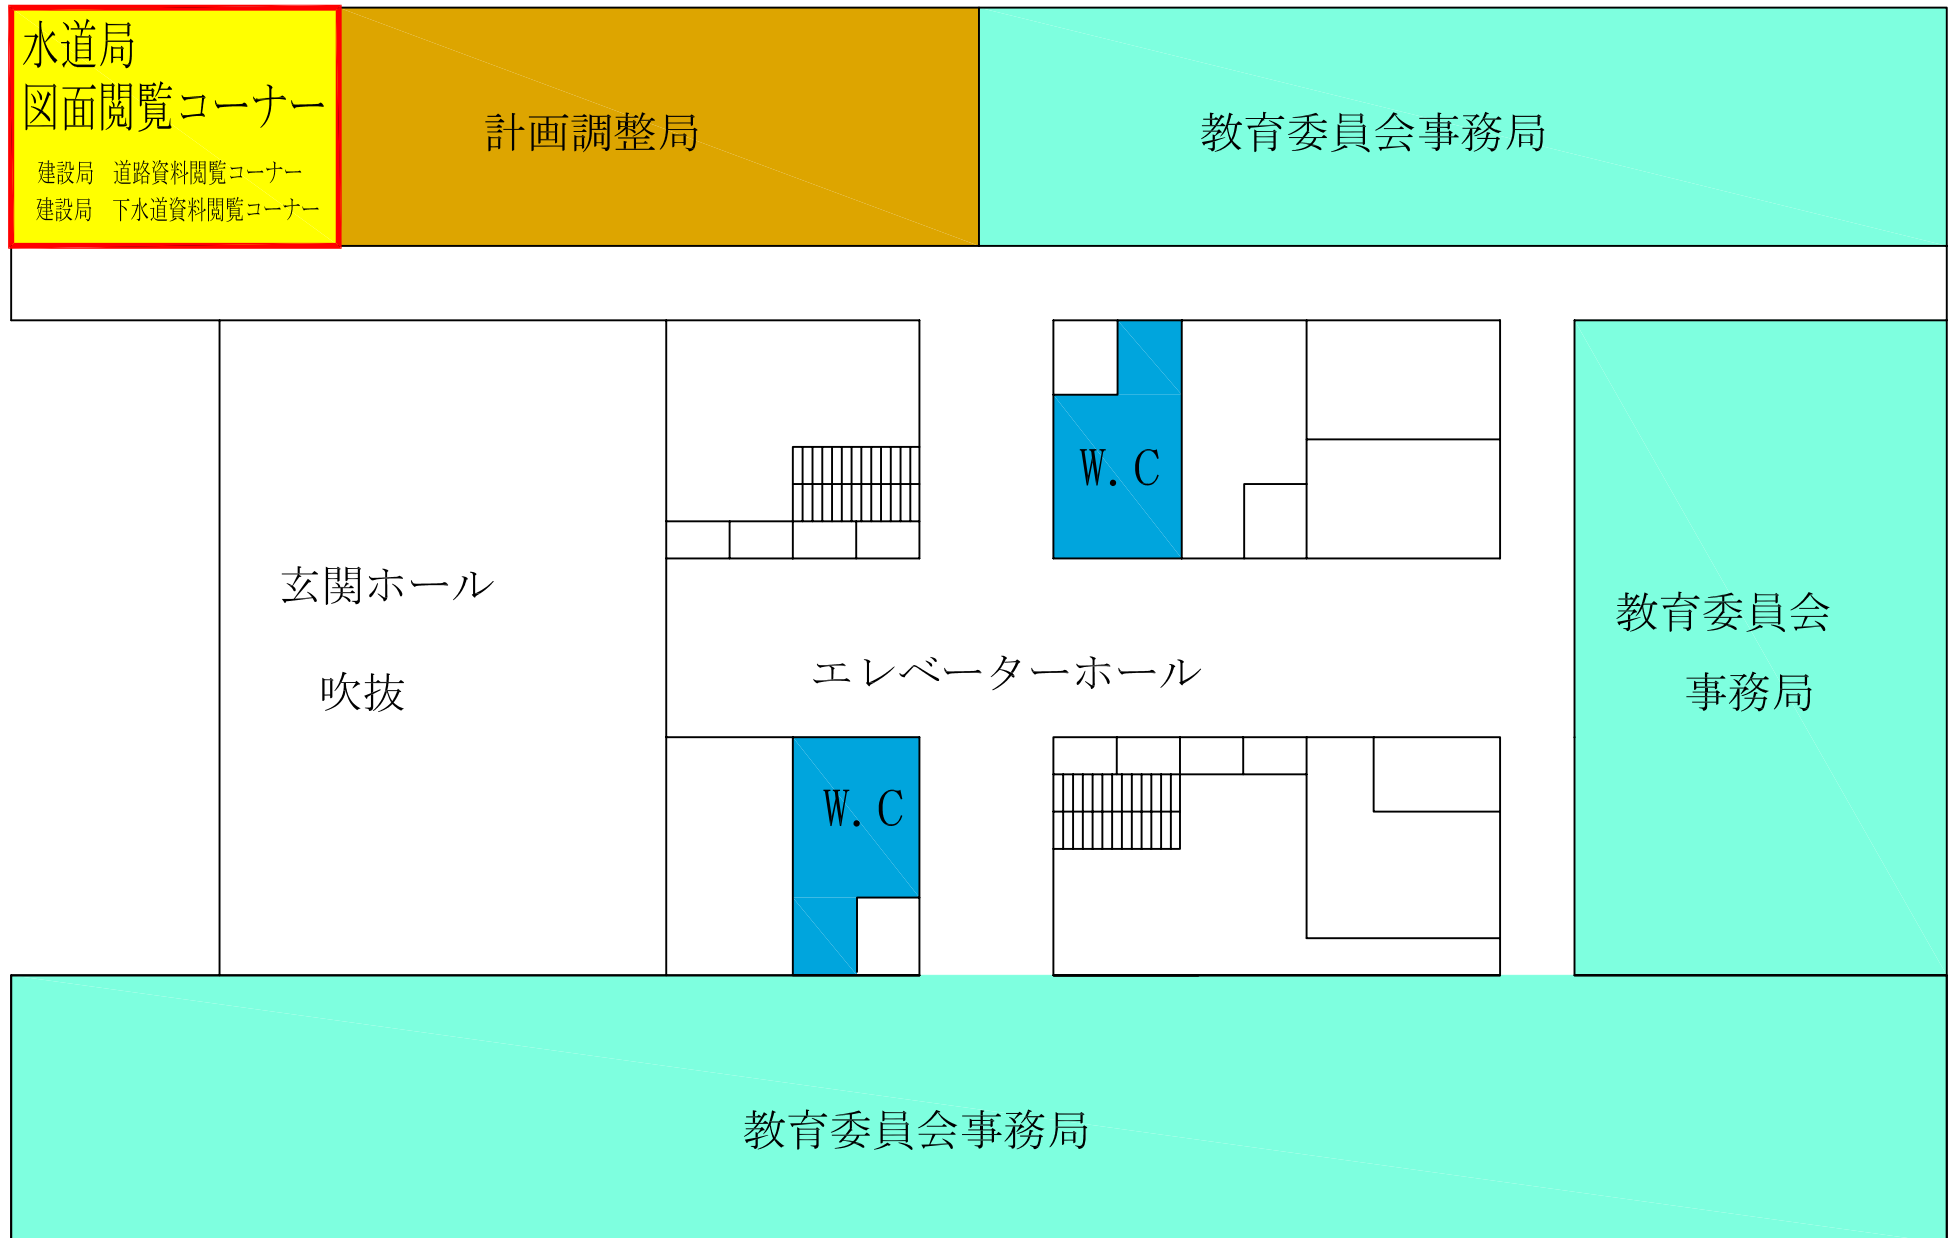 水道局
図面閲覧コーナー
建設局　道路資料閲覧コーナー
建設局　下水道資料閲覧コーナー
計画調整局
教育委員会事務局
W.C
玄関ホール
吹抜
エレベーターホール
教育委員会
事務局
W.C
教育委員会事務局